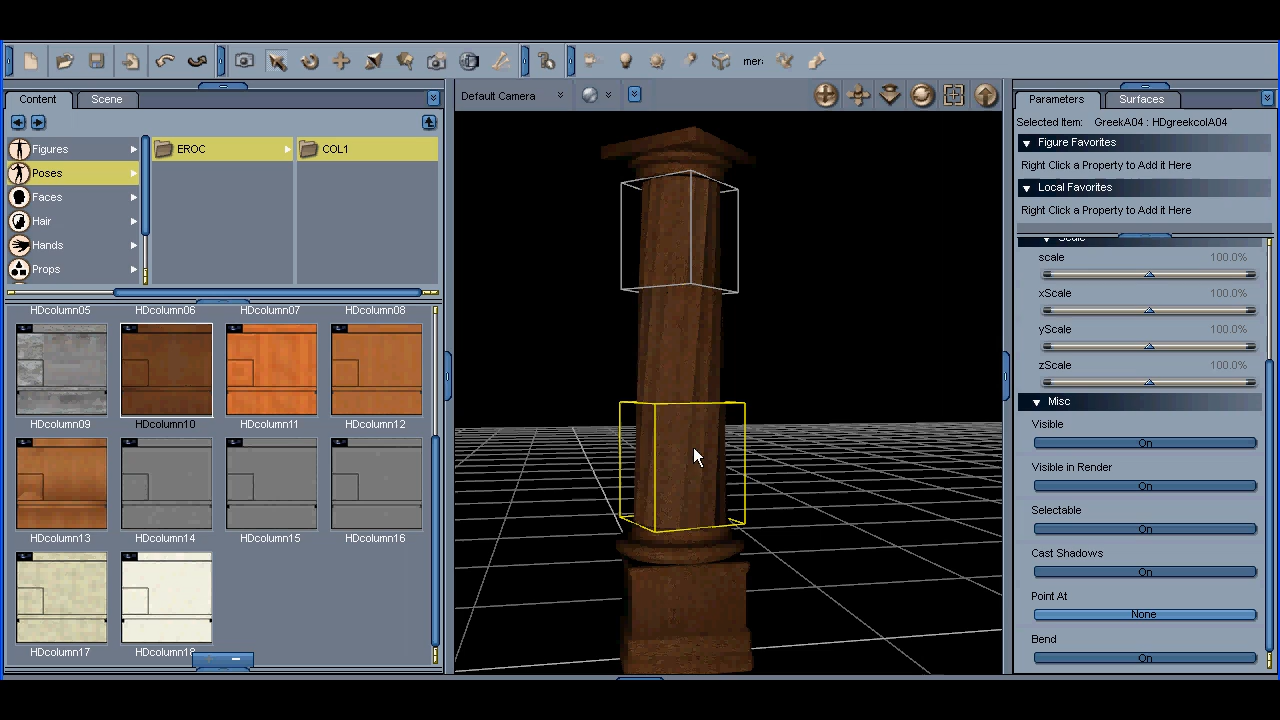 mer:
Content
Scene
Figures
Poses
Faces
Hair
Hands
Props
EROC
COL1
HDcolumn05
HDcolumn06
HDcolumn07
HDcolumn08
HDcolumn09
HDcolumn10
HDcolumn11
HDcolumn12
HDcolumn13
HDcolumn14
HDcolumn15
HDcolumn16
HDcolumn17
HDcolumn18
Default Camera
Parameters
Surfaces
Selected Item: GreekA04 : HDgreekcolA04
Figure Favorites
Right Click a Property to Add it Here
Local Favorites
Right Click a Property to Add it Here
Scale
scale 100.0%
xScale 100.0%
yScale 100.0%
zScale 100.0%
Misc
Visible
On
Visible in Render
On
Selectable
On
Cast Shadows
On
Point At
None
Bend
On